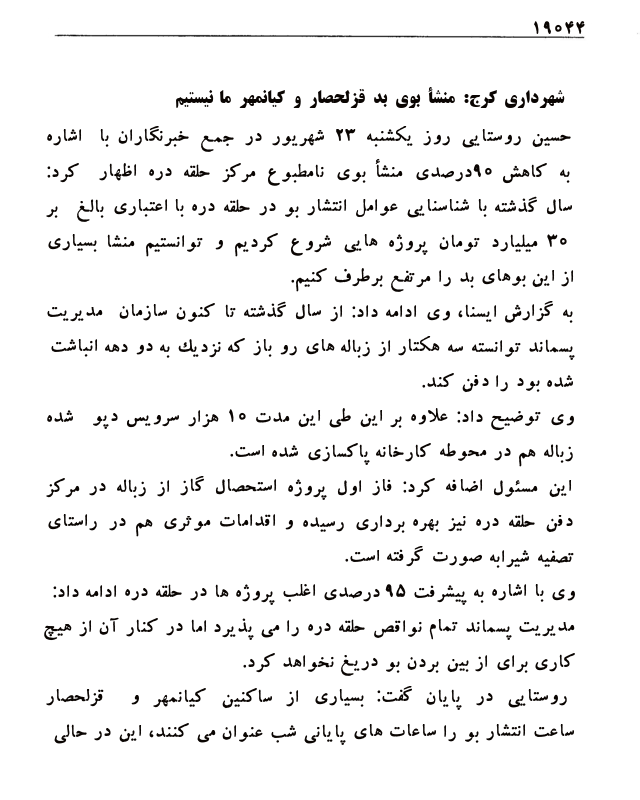 ۱۹۰۴۴
شهرداری کرج: منشأ بوی بد قزلحصار و کیانمهر ما نیستیم
حسین روستایی روز یکشنبه ۲۳ شهریور در جمع خبرنگاران با اشاره
به کاهش ۹۰درصدی منشأ بوی نامطبوع مرکز حلقه دره اظهار کرد:
سال گذشته با شناسنایی عوامل انتشار بو در حلقه دره با اعتباری بالغ بر
۳۰ میلیارد تومان پروژه هایی شروع کردیم و توانستیم منشا بسیاری
از این بوهای بد را مرتفع برطرف کنیم.
به گزارش ایسنا، وی ادامه داد: از سال گذشته تا کنون سازمان مدیریت
پسماند توانسته سه هکتار از زباله های رو باز که نزدیك به دو دهه انباشت
شده بود را دفن کند.
وی توضیح داد: علاوه بر این طی این مدت ۱۰ هزار سرویس دپو شده
زباله هم در محوطه کارخانه پاکسازی شده است.
این مسئول اضافه کرد: فاز اول پروژه استحصال گاز از زباله در مرکز
دفن حلقه دره نیز بهره برداری رسیده و اقدامات موثری هم در راستای
تصفیه شیرابه صورت گرفته است.
وی با اشاره به پیشرفت ۹۵ درصدی اغلب پروژه ها در حلقه دره ادامه داد:
مدیریت پسماند تمام نواقص حلقه دره را می پذیرد اما در کنار آن از هیچ
کاری برای از بین بردن بو دریغ نخواهد کرد.
روستایی در پایان گفت: بسیاری از ساکنین کیانمهر و قزلحصار
ساعت انتشار بو را ساعات های پایانی شب عنوان می کنند، این در حالی